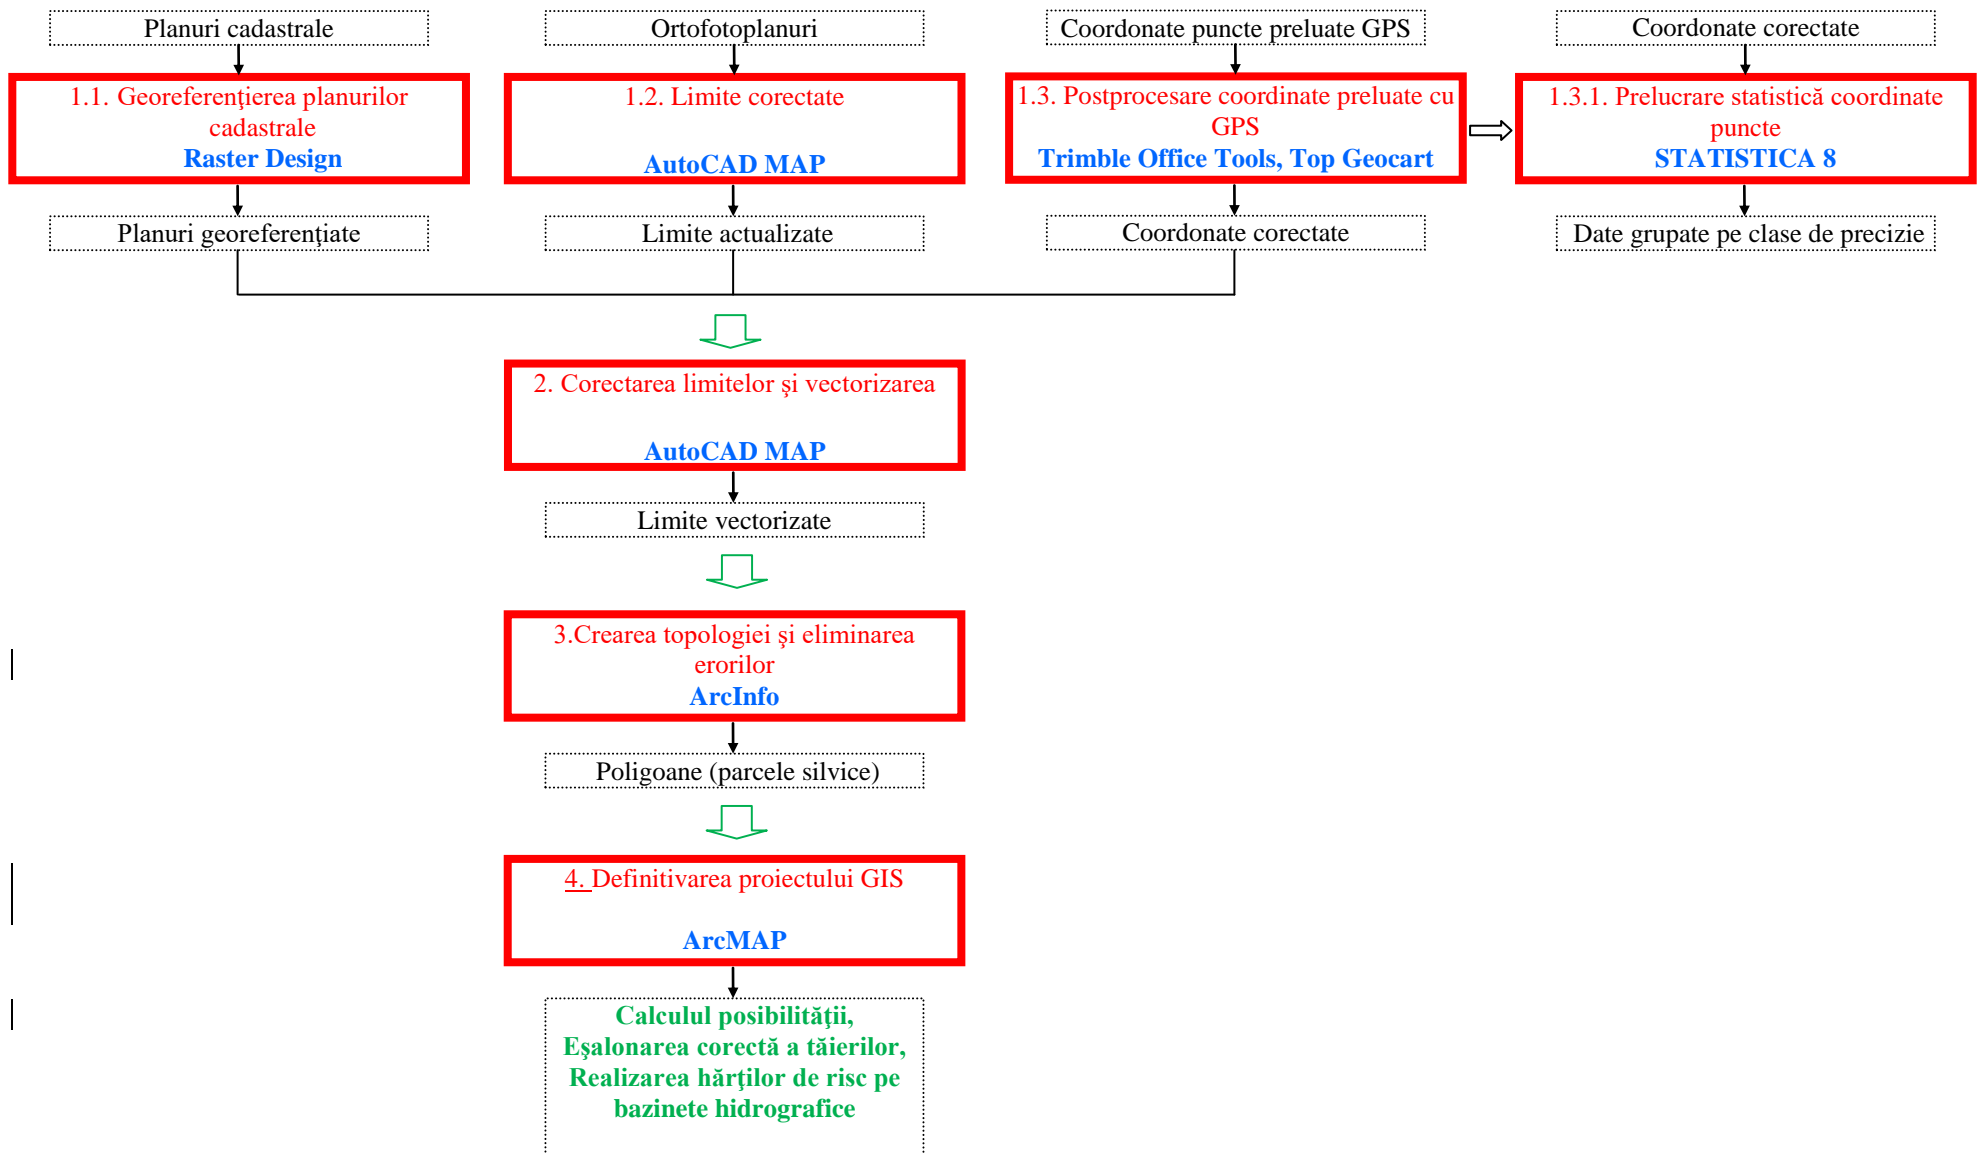 Planuri cadastrale
Ortofotoplanuri
Coordonate puncte preluate GPS
Coordonate corectate
1.1. Georeferenţierea planurilor
cadastrale
Raster Design
1.2. Limite corectate
AutoCAD MAP
1.3. Postprocesare coordinate preluate cu
GPS
Trimble Office Tools, Top Geocart
1.3.1. Prelucrare statistică coordinate
puncte
STATISTICA 8
Planuri georeferenţiate
Limite actualizate
Coordonate corectate
Date grupate pe clase de precizie
2. Corectarea limitelor şi vectorizarea
AutoCAD MAP
Limite vectorizate
3.Crearea topologiei şi eliminarea
erorilor
ArcInfo
Poligoane (parcele silvice)
4. Definitivarea proiectului GIS
ArcMAP
Calculul posibilităţii,
Eşalonarea corectă a tăierilor,
Realizarea hărţilor de risc pe
bazinete hidrografice